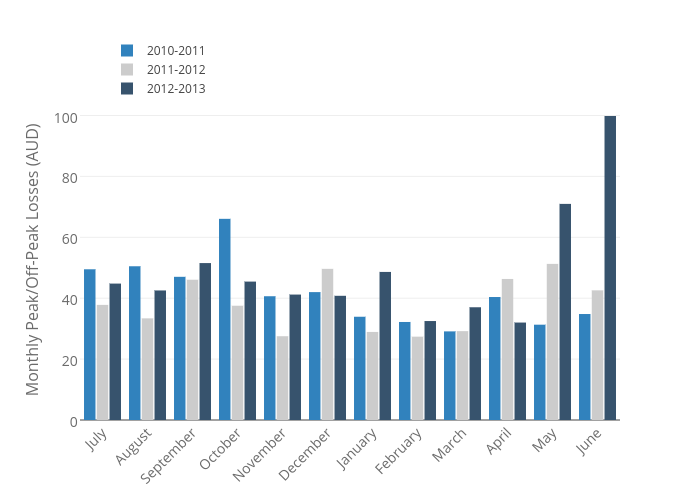 2010-2011
2011-2012
2012-2013
Monthly Peak/Off-Peak Losses (AUD)
100
80
60
40
20
0
July
August
September
October
November
December
January
February
March
April
May
June